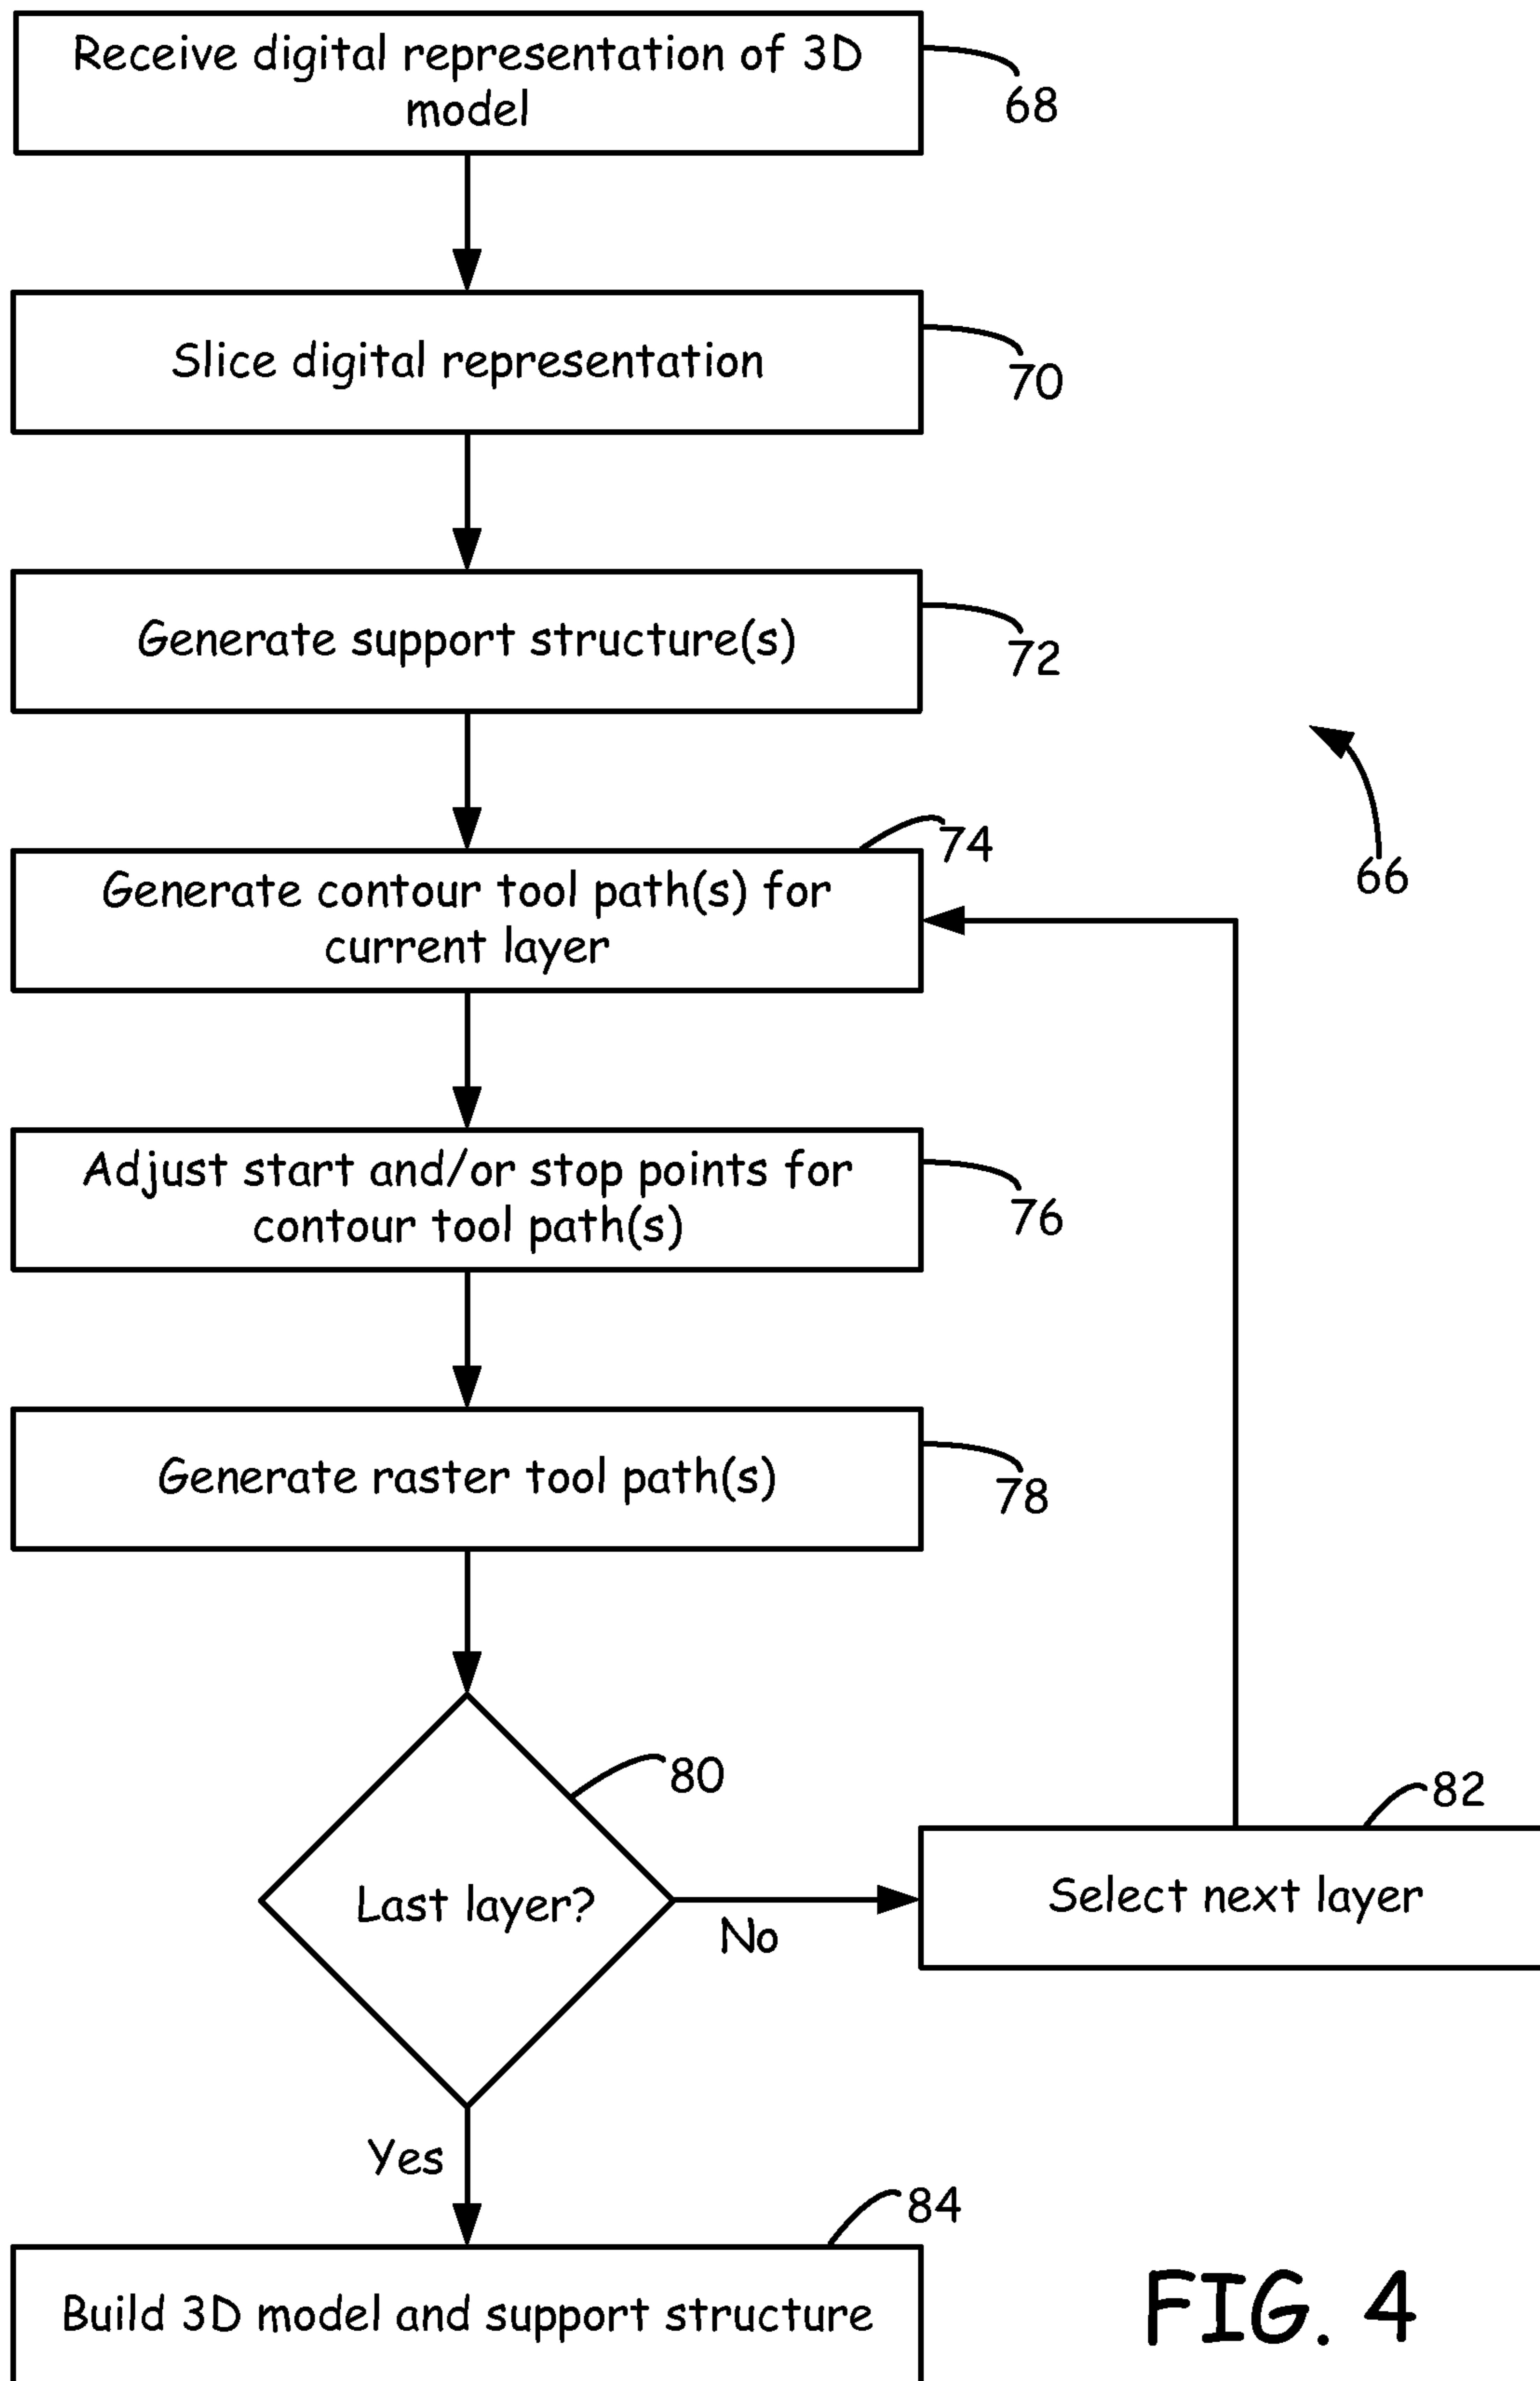 Receive digital representation of 3D
model
68
Slice digital representation
70
Generate support structure(s)
72
66
74
Generate contour tool path(s) for
current layer
Adjust start and/or stop points for
contour tool path(s)
76
Generate raster tool path(s)
78
80
Last layer?
No
82
Select next layer
Yes
84
Build 3D model and support structure
FIG. 4